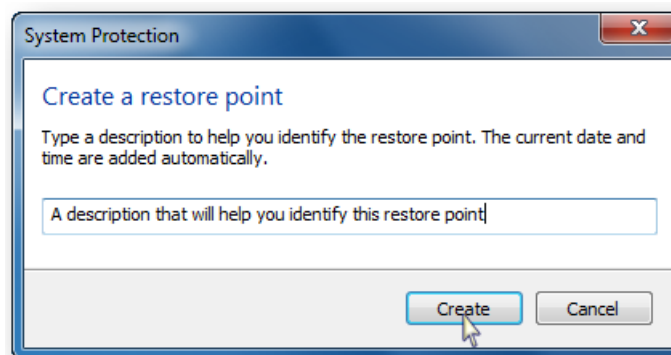 System Protection
Create a restore point
Type a description to help you identify the restore point. The current date and
time are added automatically.
A description that will help you identify this restore point
Create
Cancel